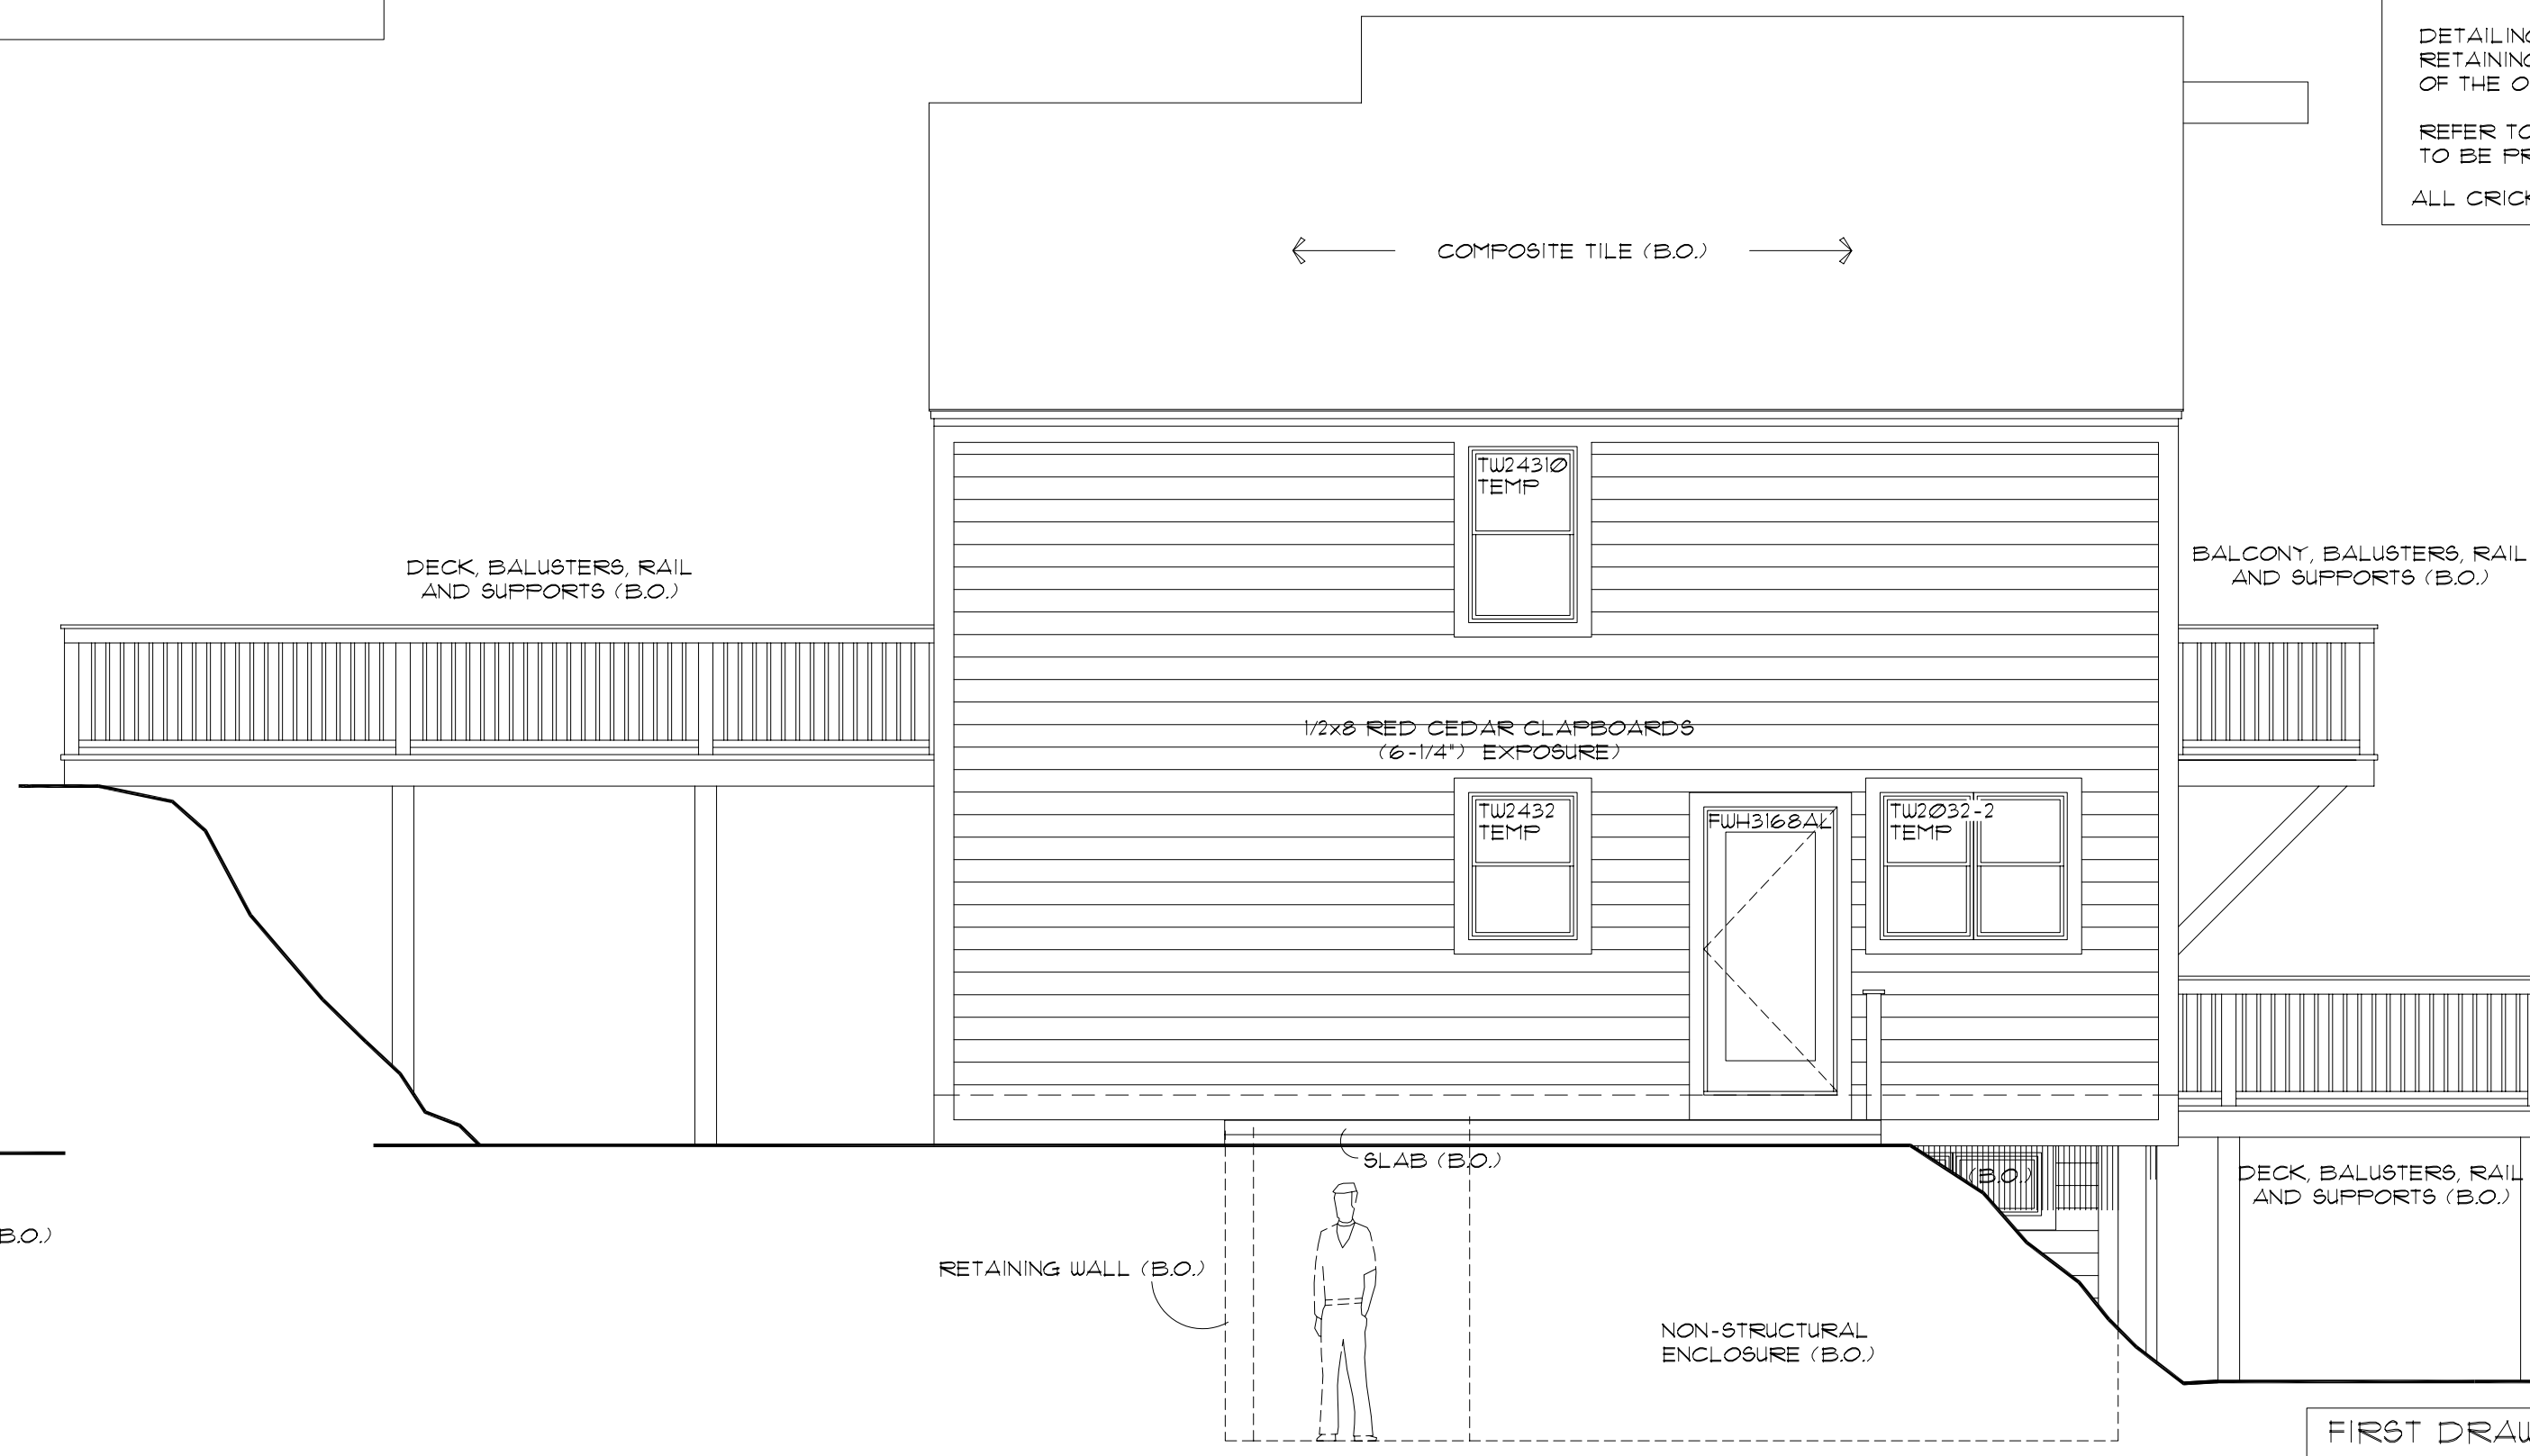 DETAILING
RETAINING
OF THE O
REFER TO
TO BE PR
ALL CRICK
COMPOSITE TILE (B.O.)
TW24310
TEMP
DECK, BALUSTERS, RAIL
AND SUPPORTS (B.O.)
BALCONY, BALUSTERS, RAIL
AND SUPPORTS (B.O.)
1/2x8 RED CEDAR CLAPBOARDS
(6-1/4") EXPOSURE)
TW2432
TEMP
FWH3168AL
TW2032-2
TEMP
SLAB (B.O.)
(B.O.)
DECK, BALUSTERS, RAIL
AND SUPPORTS (B.O.)
B.O.)
RETAINING WALL (B.O.)
NON-STRUCTURAL
ENCLOSURE (B.O.)
FIRST DRAW